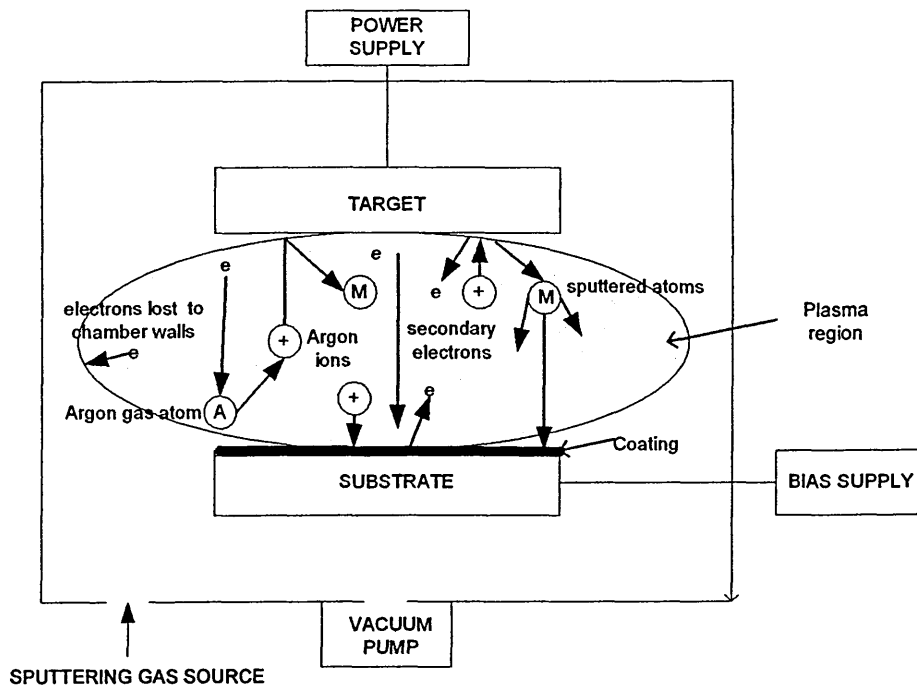 POWER
SUPPLY
TARGET
e
e
M
e
+
M
sputtered atoms
electrons lost to
chamber walls
e
+
Argon
ions
secondary
electrons
Plasma
region
Argon gas atom
A
+
e
Coating
SUBSTRATE
BIAS SUPPLY
VACUUM
PUMP
SPUTTERING GAS SOURCE